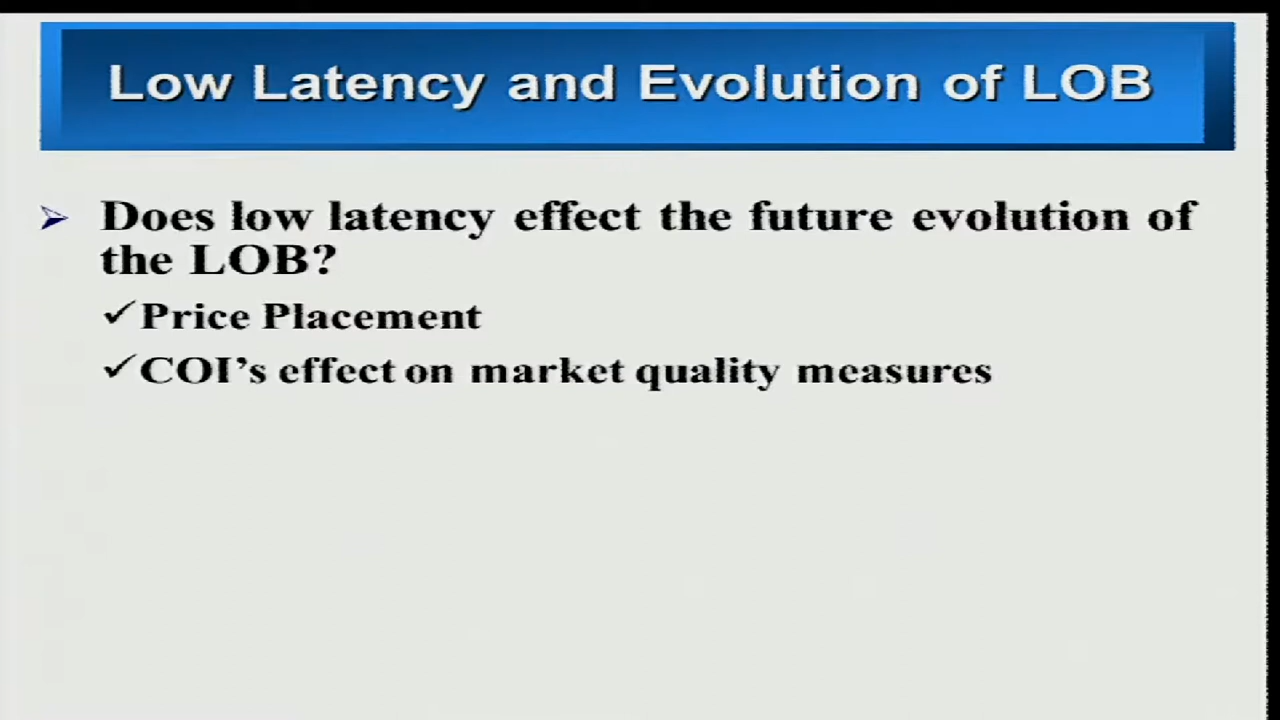 Low Latency and Evolution of LOB
Does low latency effect the future evolution of
the LOB?
Price Placement
COI's effect on market quality measures